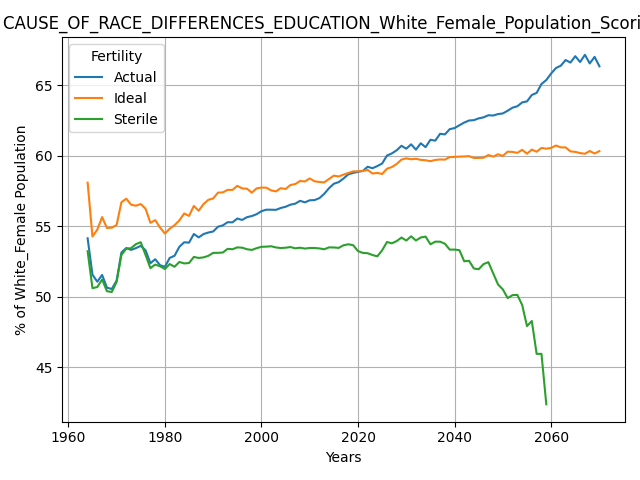 CAUSE_OF_RACE_DIFFERENCES_EDUCATION_White_Female_Population_Scori
Fertility
Actual
Ideal
Sterile
% of White_Female Population
65
60
55
50
45
1960 1980 2000 2020 2040 2060
Years